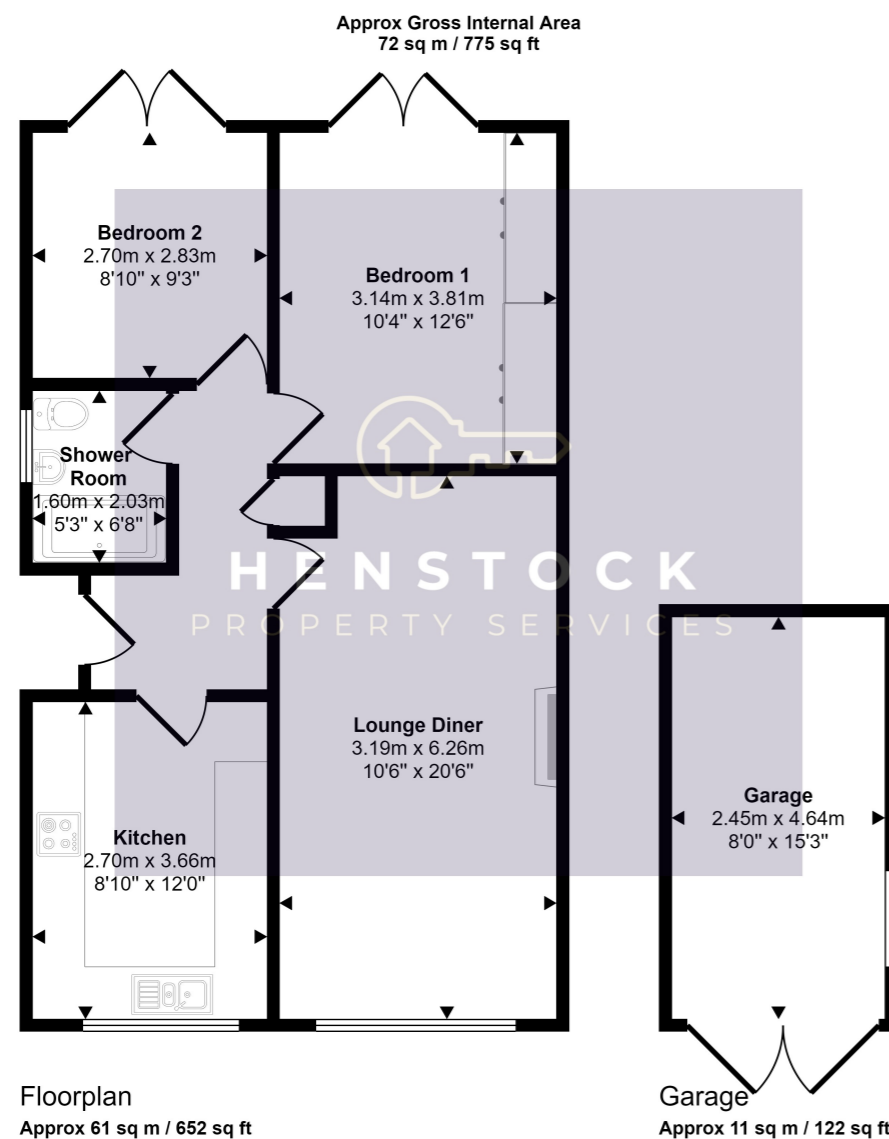 Approx Gross Internal Area
72 sq m / 775 sq ft
Bedroom 2
2.70m x 2.83m
8'10" x 9'3"
Bedroom 1
3.14m x 3.81m
10'4" x 12'6"
Shower
Room
1.60m x 2.03m
5'3" x 6'8"
HENSTOCK
PROPERTY SERVICES
Lounge Diner
3.19m x 6.26m
10'6" x 20'6"
Garage
2.45m x 4.64m
8'0" x 15'3"
Kitchen
2.70m x 3.66m
8'10" x 12'0"
Floorplan
Approx 61 sq m / 652 sq ft
Garage
Approx 11 sq m / 122 sq ft